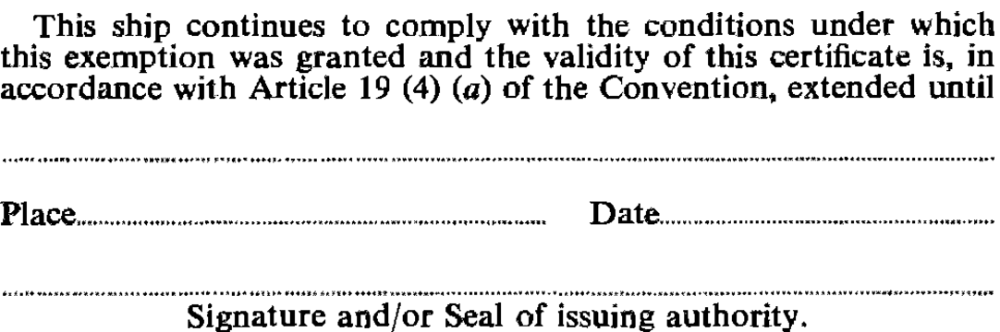 This ship continues to comply with the conditions under which
this exemption was granted and the validity of this certificate is, in
accordance with Article 19 (4) (a) of the Convention, extended until
................................................................................
Place........................................ Date..............................
................................................................................
Signature and/or Seal of issuing authority.